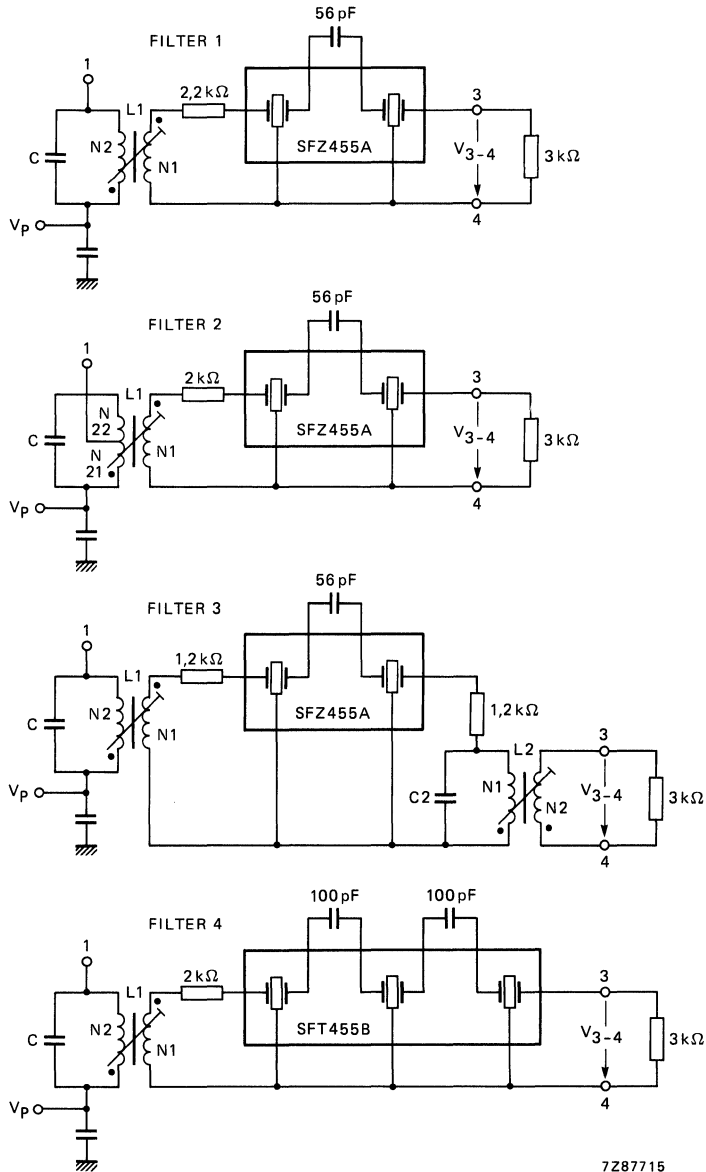 56 pF
FILTER 1
1
2,2 kΩ
3
L1
C
N2
N1
SFZ455A
V3-4
3 kΩ
4
VP
56 pF
FILTER 2
1
2 kΩ
3
L1
N
22
C
N1
N
21
SFZ455A
V3-4
3 kΩ
4
VP
56 pF
FILTER 3
1
1,2 kΩ
L1
C
N2
N1
SFZ455A
1,2 kΩ
3
L2
C2
N1
N2
V3-4
3 kΩ
4
VP
100 pF
100 pF
FILTER 4
1
2 kΩ
3
L1
C
N2
N1
SFT455B
V3-4
3 kΩ
4
VP
7Z87715